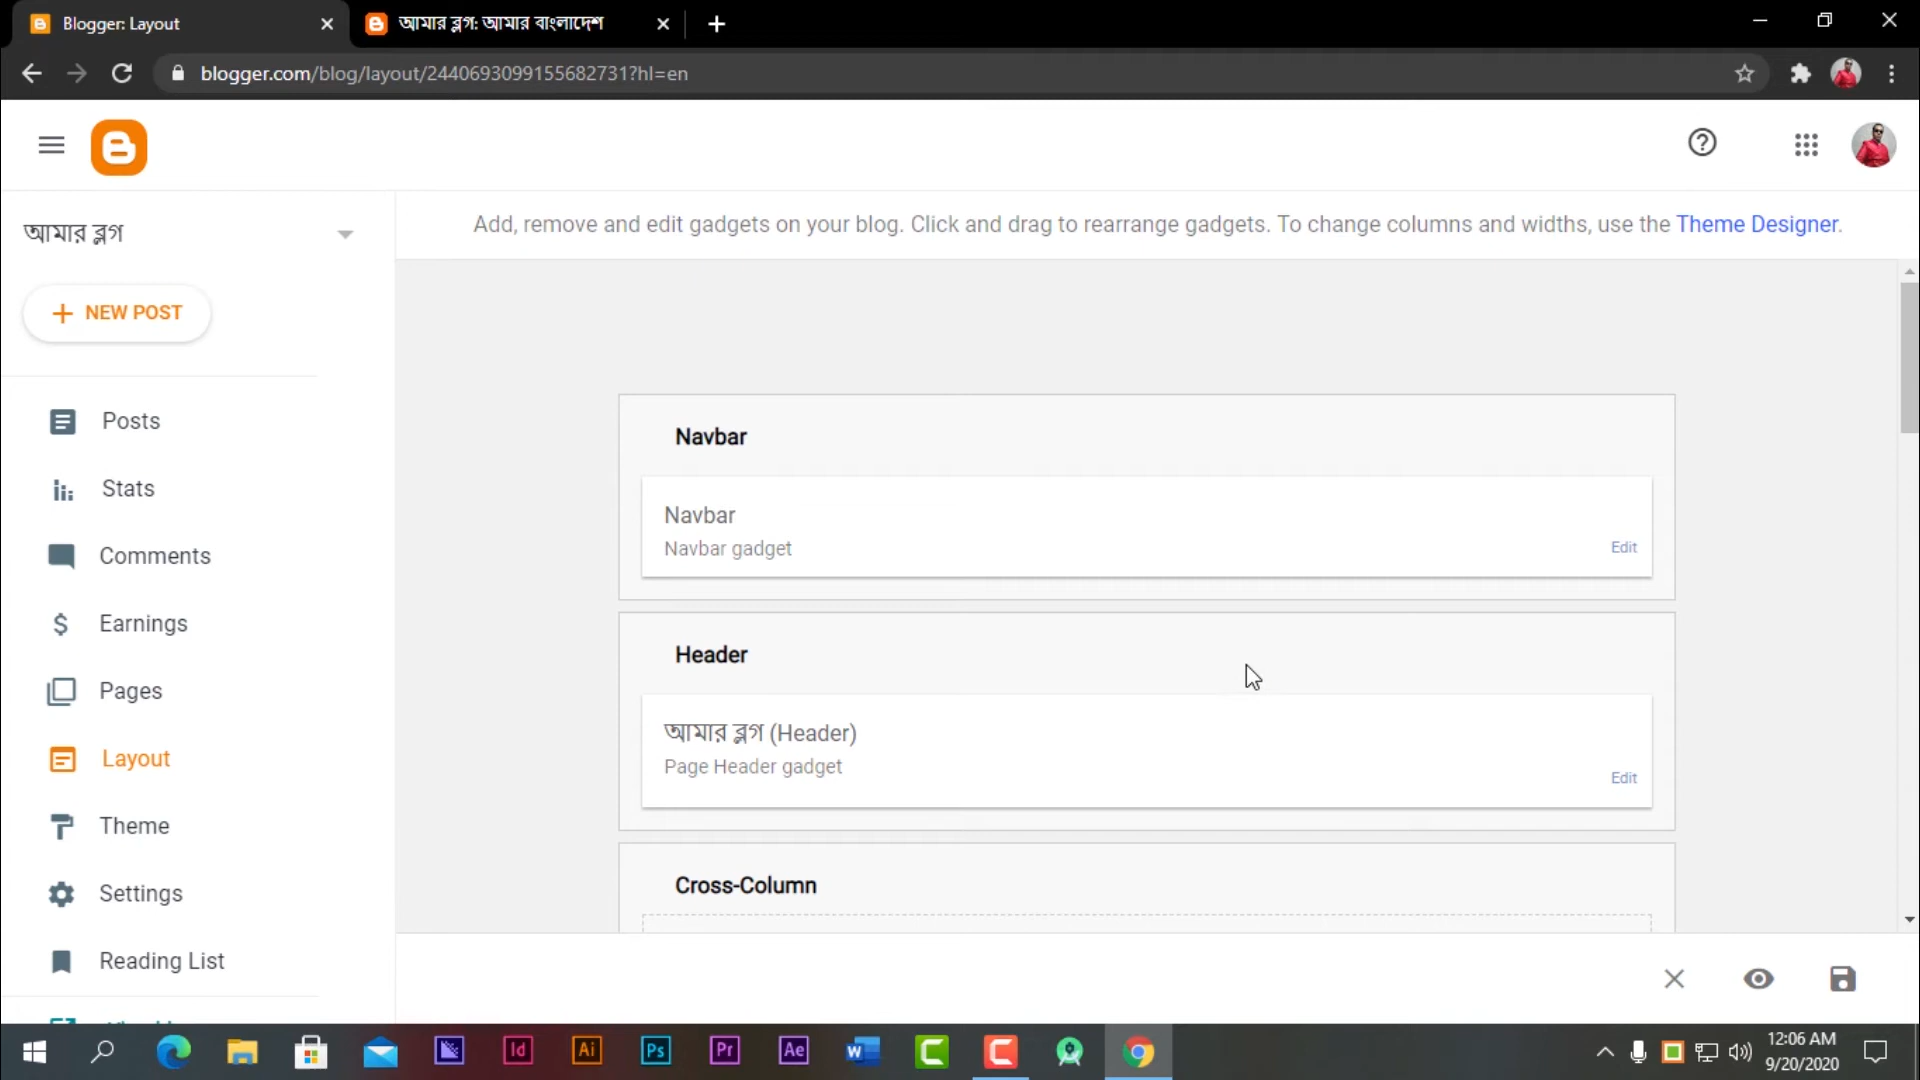 Blogger: Layout
আমার ব্লগ: আমার বাংলাদেশ
blogger.com/blog/layout/2440693099155682731?hl=en
আমার ব্লগ
Add, remove and edit gadgets on your blog. Click and drag to rearrange gadgets. To change columns and widths, use the Theme Designer.
NEW POST
Posts
Stats
Comments
Earnings
Pages
Layout
Theme
Settings
Reading List
Navbar
Navbar
Navbar gadget
Edit
Header
আমার ব্লগ (Header)
Page Header gadget
Edit
Cross-Column
Id
Ai
Ps
Pr
Ae
12:06 AM
9/20/2020